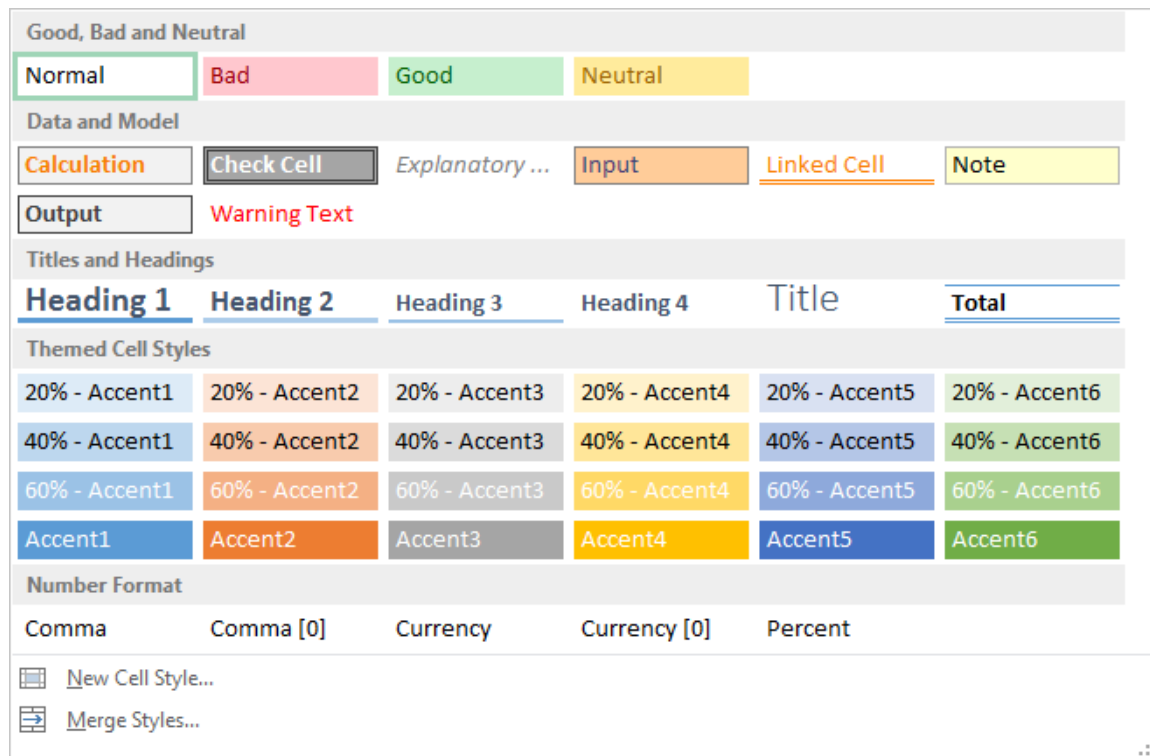 Good, Bad and Neutral
Normal Bad Good Neutral
Data and Model
Calculation Check Cell Explanatory ... Input Linked Cell Note
Output Warning Text
Titles and Headings
Heading 1 Heading 2 Heading 3 Heading 4 Title Total
Themed Cell Styles
20% - Accent1 20% - Accent2 20% - Accent3 20% - Accent4 20% - Accent5 20% - Accent6
40% - Accent1 40% - Accent2 40% - Accent3 40% - Accent4 40% - Accent5 40% - Accent6
60% - Accent1 60% - Accent2 60% - Accent3 60% - Accent4 60% - Accent5 60% - Accent6
Accent1 Accent2 Accent3 Accent4 Accent5 Accent6
Number Format
Comma Comma [0] Currency Currency [0] Percent
New Cell Style...
Merge Styles...